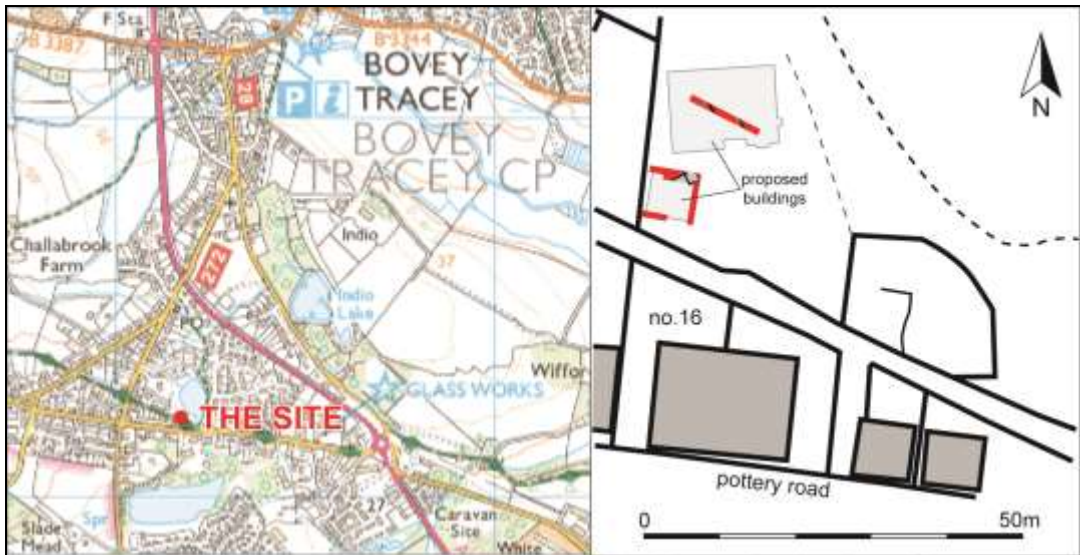 F Sta
B 3387
B 3344
28
BOVEY
TRACEY
P i
BOVEY
TRACEY CP
Challabrook
Farm
Indio
37
272
Indio
Lake
PO
GLASS WORKS
THE SITE
27
Caravan
Site
Spr
Slade
Mead
White
N
proposed
buildings
no.16
pottery road
0 50m